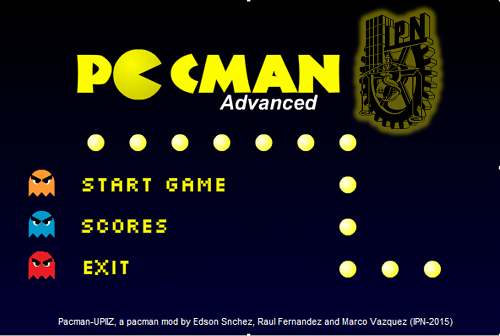 PACMAN
Advanced
IPN
START GAME
SCORES
EXIT
Pacman-UPIIZ, a pacman mod by Edson Snchez, Raul Fernandez and Marco Vazquez (IPN-2015)